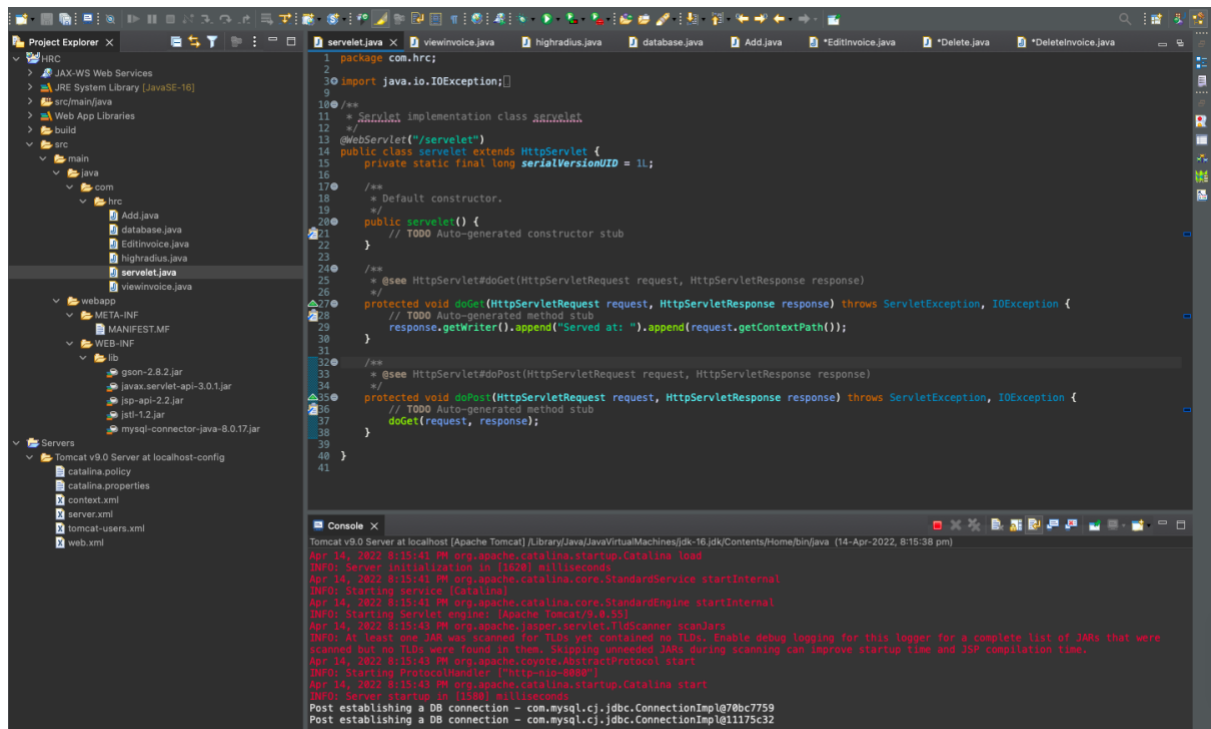 Project Explorer
HRC
JAX-WS Web Services
JRE System Library [JavaSE-16]
src/main/java
Web App Libraries
build
src
main
java
com
hrc
Add.java
database.java
EditInvoice.java
highradius.java
servelet.java
viewinvoice.java
webapp
META-INF
MANIFEST.MF
WEB-INF
lib
gson-2.8.2.jar
javax.servlet-api-3.0.1.jar
jsp-api-2.2.jar
jstl-1.2.jar
mysql-connector-java-8.0.17.jar
Servers
Tomcat v9.0 Server at localhost-config
catalina.policy
catalina.properties
context.xml
server.xml
tomcat-users.xml
web.xml
servelet.java viewinvoice.java highradius.java database.java Add.java *EditInvoice.java *Delete.java *DeleteInvoice.java
1 package com.hrc;
2
3 import java.io.IOException;
9
10 /**
11 * Servlet implementation class servelet
12 */
13 @WebServlet("/servelet")
14 public class servelet extends HttpServlet {
15 private static final long serialVersionUID = 1L;
16
17 /**
18 * Default constructor.
19 */
20 public servelet() {
21 // TODO Auto-generated constructor stub
22 }
23
24 /**
25 * @see HttpServlet#doGet(HttpServletRequest request, HttpServletResponse response)
26 */
27 protected void doGet(HttpServletRequest request, HttpServletResponse response) throws ServletException, IOException {
28 // TODO Auto-generated method stub
29 response.getWriter().append("Served at: ").append(request.getContextPath());
30 }
31
32 /**
33 * @see HttpServlet#doPost(HttpServletRequest request, HttpServletResponse response)
34 */
35 protected void doPost(HttpServletRequest request, HttpServletResponse response) throws ServletException, IOException {
36 // TODO Auto-generated method stub
37 doGet(request, response);
38 }
39
40 }
41
Console
Tomcat v9.0 Server at localhost [Apache Tomcat] /Library/Java/JavaVirtualMachines/jdk-16.jdk/Contents/Home/bin/java (14-Apr-2022, 8:15:38 pm)
Apr 14, 2022 8:15:41 PM org.apache.catalina.startup.Catalina load
INFO: Server initialization in [1620] milliseconds
Apr 14, 2022 8:15:41 PM org.apache.catalina.core.StandardService startInternal
INFO: Starting service [Catalina]
Apr 14, 2022 8:15:41 PM org.apache.catalina.core.StandardEngine startInternal
INFO: Starting Servlet engine: [Apache Tomcat/9.0.55]
Apr 14, 2022 8:15:43 PM org.apache.jasper.servlet.TldScanner scanJars
INFO: At least one JAR was scanned for TLDs yet contained no TLDs. Enable debug logging for this logger for a complete list of JARs that were
scanned but no TLDs were found in them. Skipping unneeded JARs during scanning can improve startup time and JSP compilation time.
Apr 14, 2022 8:15:43 PM org.apache.coyote.AbstractProtocol start
INFO: Starting ProtocolHandler ["http-nio-8080"]
Apr 14, 2022 8:15:43 PM org.apache.catalina.startup.Catalina start
INFO: Server startup in [1580] milliseconds
Post establishing a DB connection - com.mysql.cj.jdbc.ConnectionImpl@70bc7759
Post establishing a DB connection - com.mysql.cj.jdbc.ConnectionImpl@11175c32